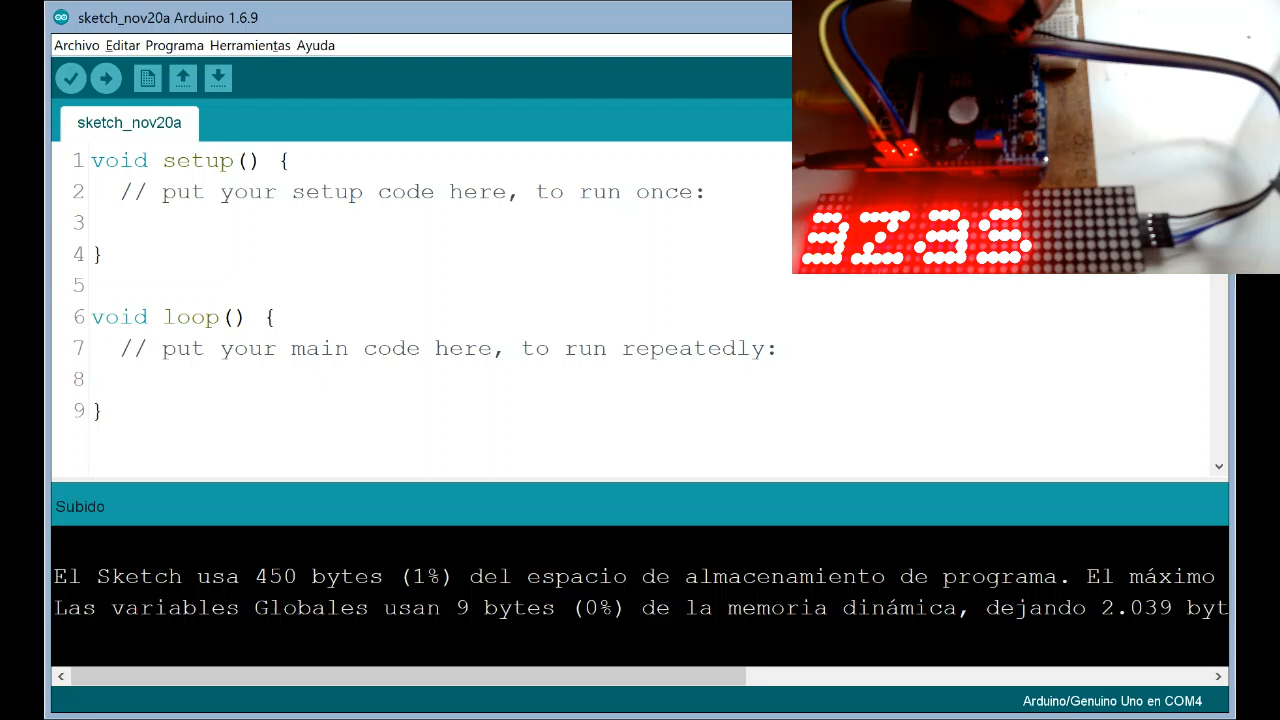 sketch_nov20a Arduino 1.6.9
Archivo Editar Programa Herramientas Ayuda
sketch_nov20a
1 void setup() {
2 // put your setup code here, to run once:
3
4 }
5
6 void loop() {
7 // put your main code here, to run repeatedly:
8
9 }
azas
Subido
El Sketch usa 450 bytes (1%) del espacio de almacenamiento de programa. El máximo
Las variables Globales usan 9 bytes (0%) de la memoria dinámica, dejando 2.039 byt
Arduino/Genuino Uno en COM4